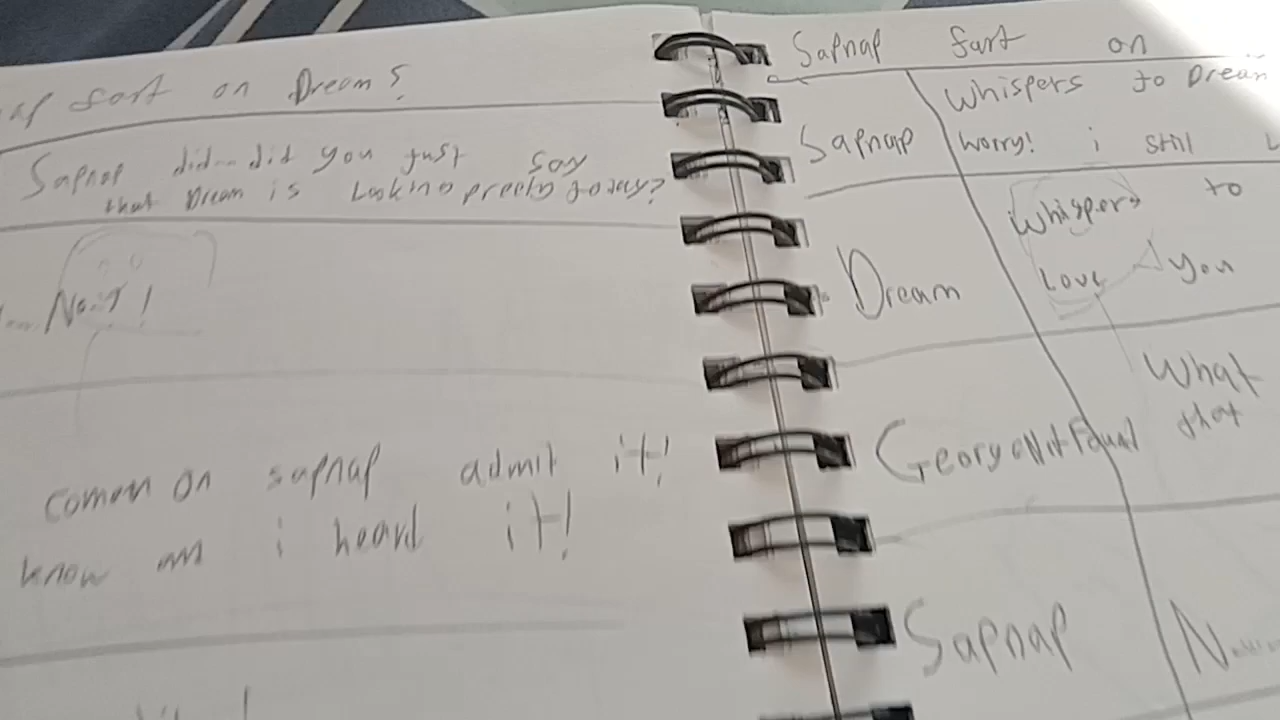 fart on Dream?
Sapnap did... did you just say
that Dream is Looking preety today?
No..!
comon on sapnap admit it!
know i heard it!
Sapnap fart on
Sapnap
whispers to Dream
worry! i still
Dream
whispers to
Love you
GeorgeNotFound
What
that
Sapnap